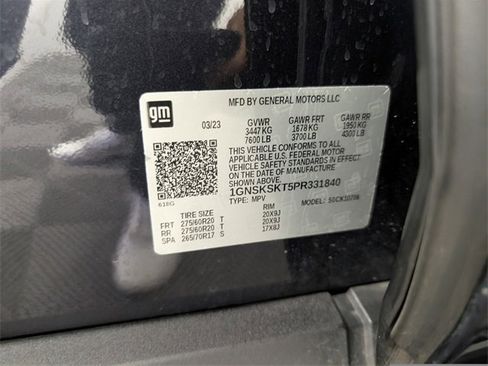 gm
MFD BY GENERAL MOTORS LLC
03/23 GVWR GAWR FRT GAWR RR
3447 KG 1678 KG 1950 KG
7600 LB 3700 LB 4300 LB
THIS VEHICLE CONFORMS TO ALL
APPLICABLE U.S. FEDERAL MOTOR
VEHICLE SAFETY STANDARDS IN EFFECT
ON THE DATE OF MANUFACTURE SHOWN ABOVE.
1GNSKSKT5PR331840
618G TYPE: MPV MODEL: 5GCK10706
TIRE SIZE RIM
FRT 275/60R20 T 20X9J
RR 275/60R20 T 20X9J
SPA 265/70R17 S 17X8J